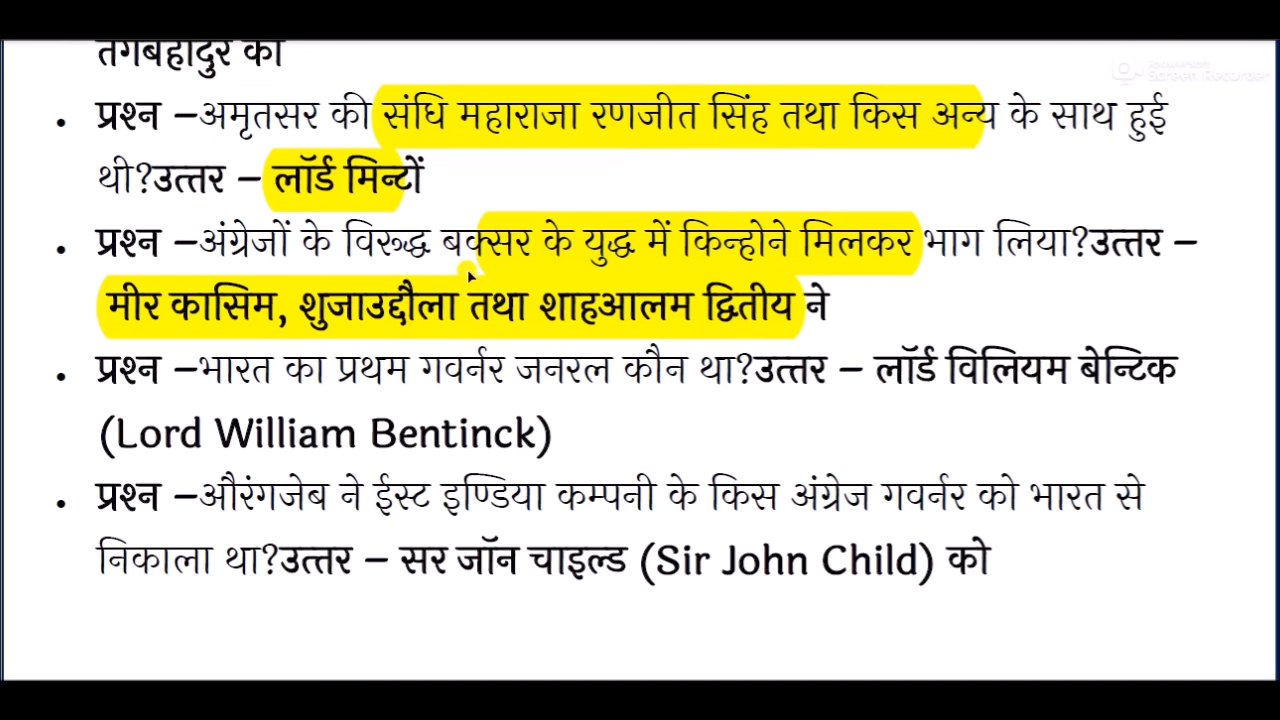 तेगबहादुर को
• प्रश्न –अमृतसर की संधि महाराजा रणजीत सिंह तथा किस अन्य के साथ हुई
थी?उत्तर – लॉर्ड मिन्टों
• प्रश्न –अंग्रेजों के विरूद्ध बक्सर के युद्ध में किन्होने मिलकर भाग लिया?उत्तर –
मीर कासिम, शुजाउद्दौला तथा शाहआलम द्वितीय ने
• प्रश्न –भारत का प्रथम गवर्नर जनरल कौन था?उत्तर – लॉर्ड विलियम बेन्टिक
(Lord William Bentinck)
• प्रश्न –औरंगजेब ने ईस्ट इण्डिया कम्पनी के किस अंग्रेज गवर्नर को भारत से
निकाला था?उत्तर – सर जॉन चाइल्ड (Sir John Child) को
Screen Recorder